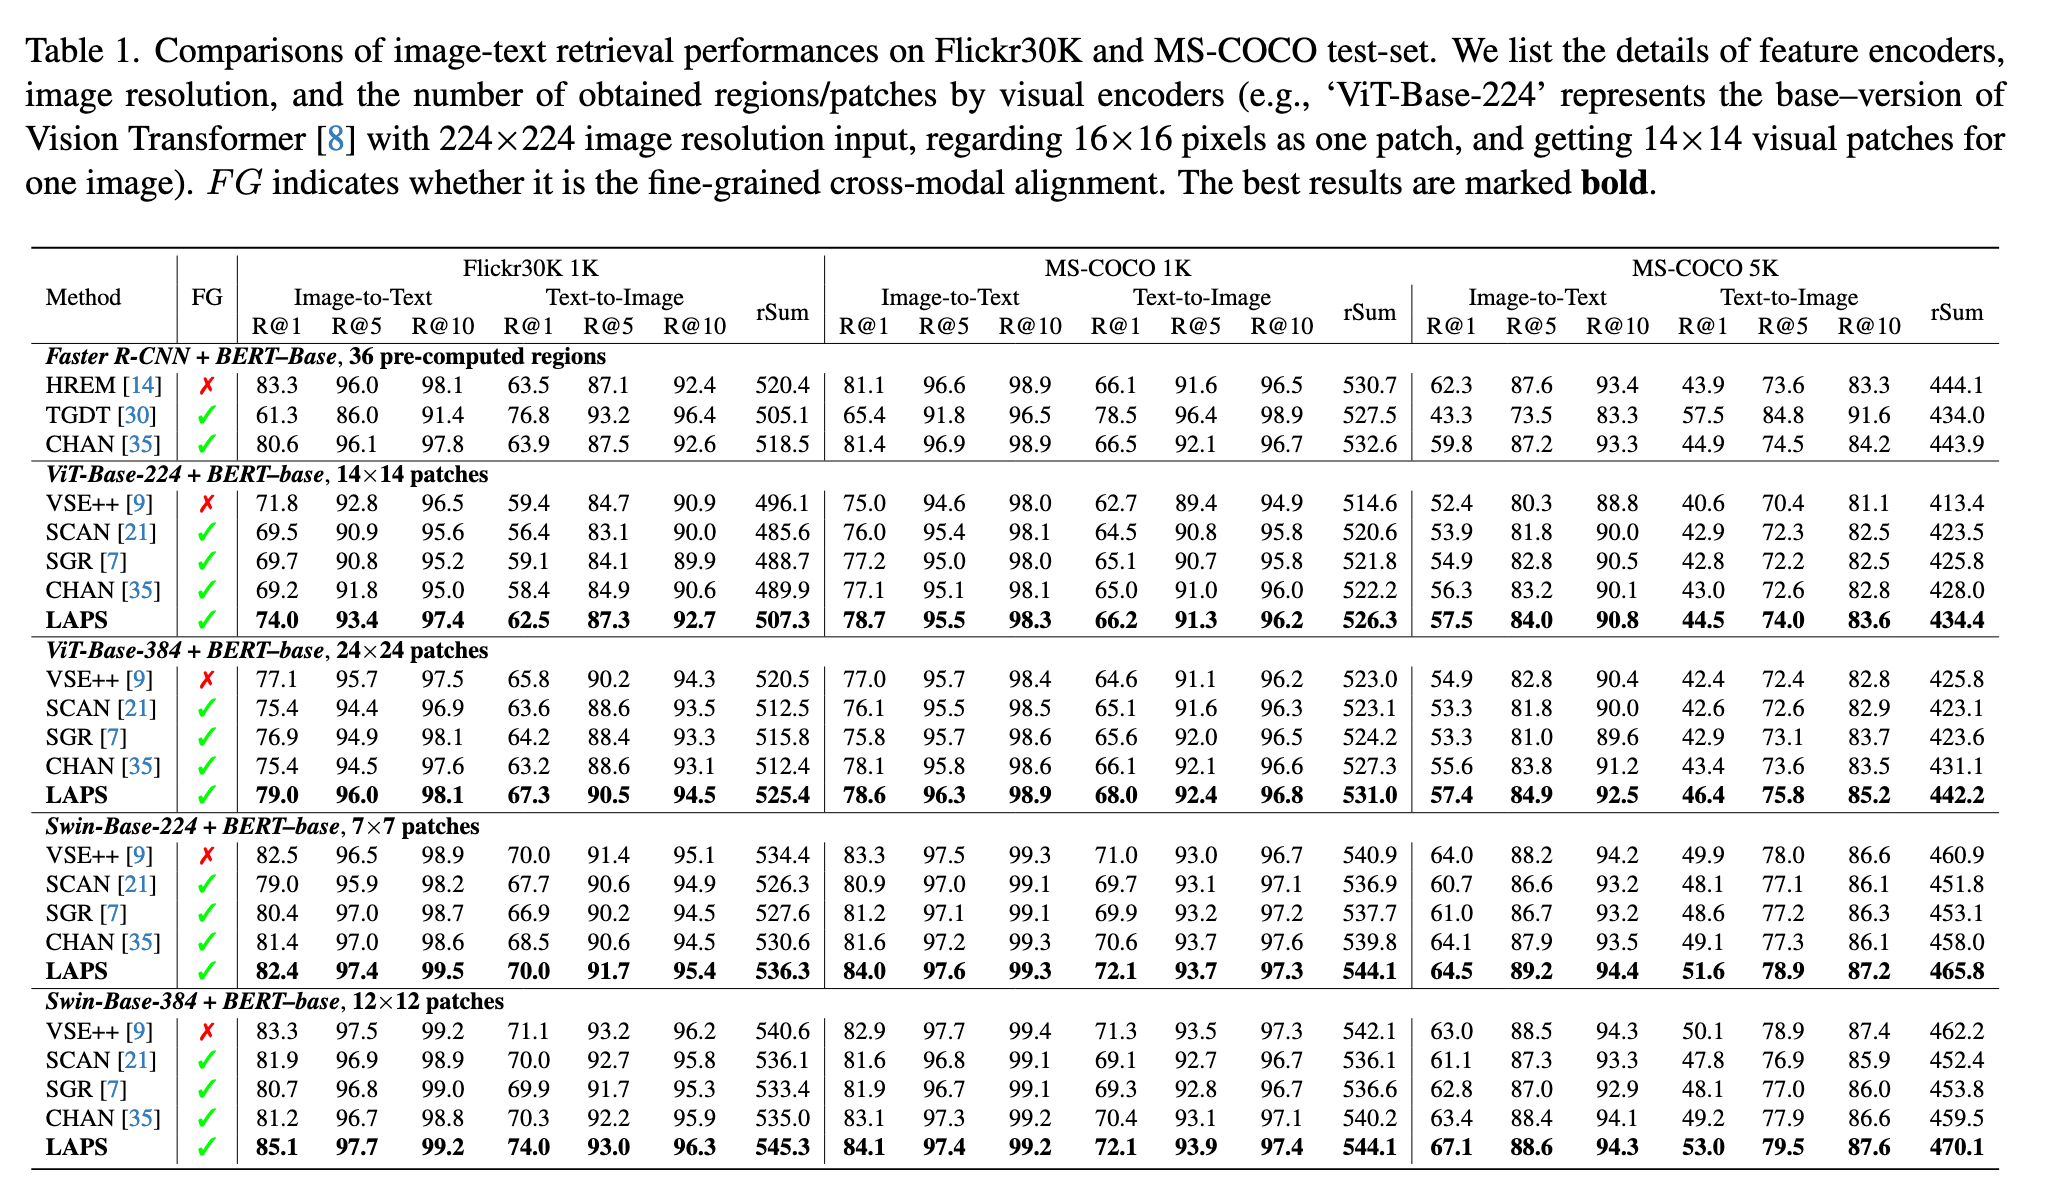 Table 1. Comparisons of image-text retrieval performances on Flickr30K and MS-COCO test-set. We list the details of feature encoders,
image resolution, and the number of obtained regions/patches by visual encoders (e.g., ‘ViT-Base-224’ represents the base–version of
Vision Transformer [8] with 224×224 image resolution input, regarding 16×16 pixels as one patch, and getting 14×14 visual patches for
one image). FG indicates whether it is the fine-grained cross-modal alignment. The best results are marked bold.
Flickr30K 1K MS-COCO 1K MS-COCO 5K
Method FG Image-to-Text Text-to-Image rSum Image-to-Text Text-to-Image rSum Image-to-Text Text-to-Image rSum
R@1 R@5 R@10 R@1 R@5 R@10 R@1 R@5 R@10 R@1 R@5 R@10 R@1 R@5 R@10 R@1 R@5 R@10
Faster R-CNN + BERT–Base, 36 pre-computed regions
HREM [14] ✗ 83.3 96.0 98.1 63.5 87.1 92.4 520.4 81.1 96.6 98.9 66.1 91.6 96.5 530.7 62.3 87.6 93.4 43.9 73.6 83.3 444.1
TGDT [30] ✓ 61.3 86.0 91.4 76.8 93.2 96.4 505.1 65.4 91.8 96.5 78.5 96.4 98.9 527.5 43.3 73.5 83.3 57.5 84.8 91.6 434.0
CHAN [35] ✓ 80.6 96.1 97.8 63.9 87.5 92.6 518.5 81.4 96.9 98.9 66.5 92.1 96.7 532.6 59.8 87.2 93.3 44.9 74.5 84.2 443.9
ViT-Base-224 + BERT–base, 14×14 patches
VSE++ [9] ✗ 71.8 92.8 96.5 59.4 84.7 90.9 496.1 75.0 94.6 98.0 62.7 89.4 94.9 514.6 52.4 80.3 88.8 40.6 70.4 81.1 413.4
SCAN [21] ✓ 69.5 90.9 95.6 56.4 83.1 90.0 485.6 76.0 95.4 98.1 64.5 90.8 95.8 520.6 53.9 81.8 90.0 42.9 72.3 82.5 423.5
SGR [7] ✓ 69.7 90.8 95.2 59.1 84.1 89.9 488.7 77.2 95.0 98.0 65.1 90.7 95.8 521.8 54.9 82.8 90.5 42.8 72.2 82.5 425.8
CHAN [35] ✓ 69.2 91.8 95.0 58.4 84.9 90.6 489.9 77.1 95.1 98.1 65.0 91.0 96.0 522.2 56.3 83.2 90.1 43.0 72.6 82.8 428.0
LAPS ✓ 74.0 93.4 97.4 62.5 87.3 92.7 507.3 78.7 95.5 98.3 66.2 91.3 96.2 526.3 57.5 84.0 90.8 44.5 74.0 83.6 434.4
ViT-Base-384 + BERT–base, 24×24 patches
VSE++ [9] ✗ 77.1 95.7 97.5 65.8 90.2 94.3 520.5 77.0 95.7 98.4 64.6 91.1 96.2 523.0 54.9 82.8 90.4 42.4 72.4 82.8 425.8
SCAN [21] ✓ 75.4 94.4 96.9 63.6 88.6 93.5 512.5 76.1 95.5 98.5 65.1 91.6 96.3 523.1 53.3 81.8 90.0 42.6 72.6 82.9 423.1
SGR [7] ✓ 76.9 94.9 98.1 64.2 88.4 93.3 515.8 75.8 95.7 98.6 65.6 92.0 96.5 524.2 53.3 81.0 89.6 42.9 73.1 83.7 423.6
CHAN [35] ✓ 75.4 94.5 97.6 63.2 88.6 93.1 512.4 78.1 95.8 98.6 66.1 92.1 96.6 527.3 55.6 83.8 91.2 43.4 73.6 83.5 431.1
LAPS ✓ 79.0 96.0 98.1 67.3 90.5 94.5 525.4 78.6 96.3 98.9 68.0 92.4 96.8 531.0 57.4 84.9 92.5 46.4 75.8 85.2 442.2
Swin-Base-224 + BERT–base, 7×7 patches
VSE++ [9] ✗ 82.5 96.5 98.9 70.0 91.4 95.1 534.4 83.3 97.5 99.3 71.0 93.0 96.7 540.9 64.0 88.2 94.2 49.9 78.0 86.6 460.9
SCAN [21] ✓ 79.0 95.9 98.2 67.7 90.6 94.9 526.3 80.9 97.0 99.1 69.7 93.1 97.1 536.9 60.7 86.6 93.2 48.1 77.1 86.1 451.8
SGR [7] ✓ 80.4 97.0 98.7 66.9 90.2 94.5 527.6 81.2 97.1 99.1 69.9 93.2 97.2 537.7 61.0 86.7 93.2 48.6 77.2 86.3 453.1
CHAN [35] ✓ 81.4 97.0 98.6 68.5 90.6 94.5 530.6 81.6 97.2 99.3 70.6 93.7 97.6 539.8 64.1 87.9 93.5 49.1 77.3 86.1 458.0
LAPS ✓ 82.4 97.4 99.5 70.0 91.7 95.4 536.3 84.0 97.6 99.3 72.1 93.7 97.3 544.1 64.5 89.2 94.4 51.6 78.9 87.2 465.8
Swin-Base-384 + BERT–base, 12×12 patches
VSE++ [9] ✗ 83.3 97.5 99.2 71.1 93.2 96.2 540.6 82.9 97.7 99.4 71.3 93.5 97.3 542.1 63.0 88.5 94.3 50.1 78.9 87.4 462.2
SCAN [21] ✓ 81.9 96.9 98.9 70.0 92.7 95.8 536.1 81.6 96.8 99.1 69.1 92.7 96.7 536.1 61.1 87.3 93.3 47.8 76.9 85.9 452.4
SGR [7] ✓ 80.7 96.8 99.0 69.9 91.7 95.3 533.4 81.9 96.7 99.1 69.3 92.8 96.7 536.6 62.8 87.0 92.9 48.1 77.0 86.0 453.8
CHAN [35] ✓ 81.2 96.7 98.8 70.3 92.2 95.9 535.0 83.1 97.3 99.2 70.4 93.1 97.1 540.2 63.4 88.4 94.1 49.2 77.9 86.6 459.5
LAPS ✓ 85.1 97.7 99.2 74.0 93.0 96.3 545.3 84.1 97.4 99.2 72.1 93.9 97.4 544.1 67.1 88.6 94.3 53.0 79.5 87.6 470.1